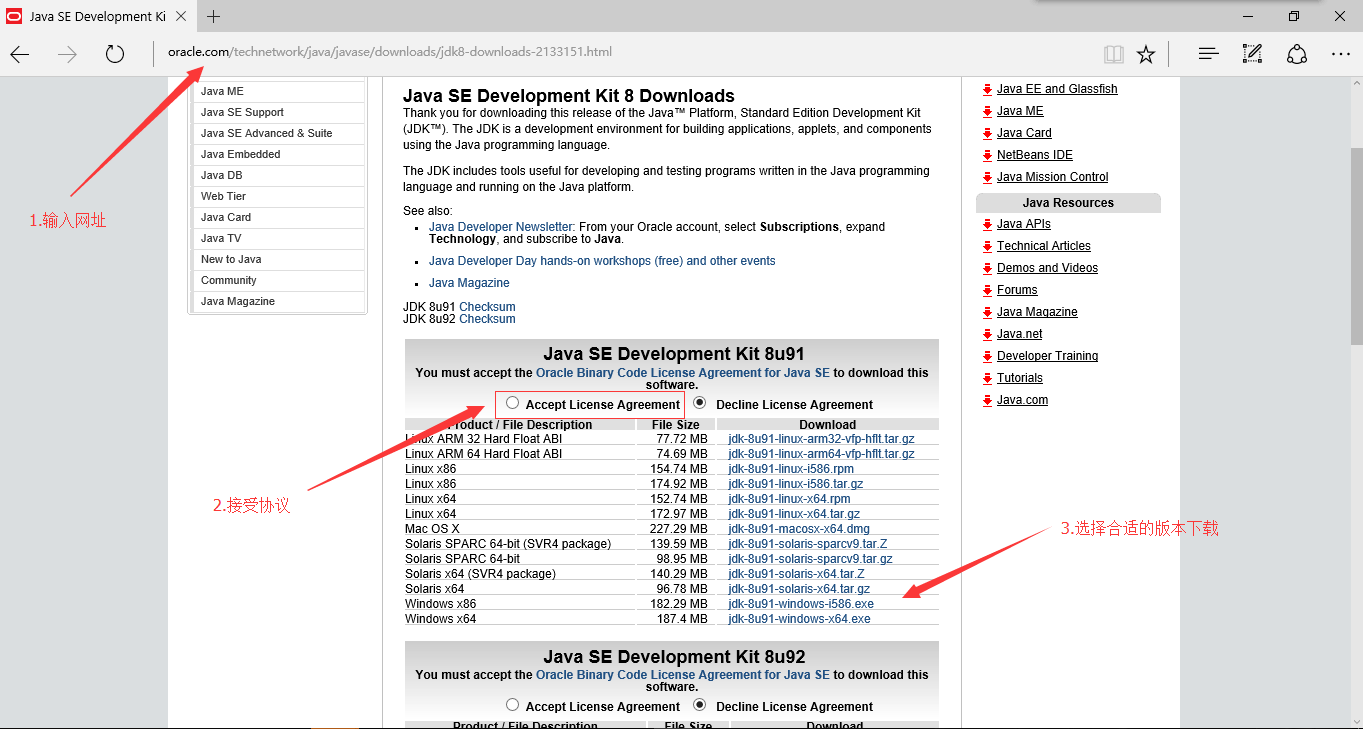 Java SE Development Ki
oracle.com/technetwork/java/javase/downloads/jdk8-downloads-2133151.html
1.输入网址
Java ME
Java SE Support
Java SE Advanced & Suite
Java Embedded
Java DB
Web Tier
Java Card
Java TV
New to Java
Community
Java Magazine
Java SE Development Kit 8 Downloads
Thank you for downloading this release of the Java™ Platform, Standard Edition Development Kit
(JDK™). The JDK is a development environment for building applications, applets, and components
using the Java programming language.
The JDK includes tools useful for developing and testing programs written in the Java programming
language and running on the Java platform.
See also:
Java Developer Newsletter: From your Oracle account, select Subscriptions, expand
Technology, and subscribe to Java.
Java Developer Day hands-on workshops (free) and other events
Java Magazine
JDK 8u91 Checksum
JDK 8u92 Checksum
Java SE Development Kit 8u91
You must accept the Oracle Binary Code License Agreement for Java SE to download this
software.
Accept License Agreement Decline License Agreement
2.接受协议
Product / File Description File Size Download
Linux ARM 32 Hard Float ABI 77.72 MB jdk-8u91-linux-arm32-vfp-hflt.tar.gz
Linux ARM 64 Hard Float ABI 74.69 MB jdk-8u91-linux-arm64-vfp-hflt.tar.gz
Linux x86 154.74 MB jdk-8u91-linux-i586.rpm
Linux x86 174.92 MB jdk-8u91-linux-i586.tar.gz
Linux x64 152.74 MB jdk-8u91-linux-x64.rpm
Linux x64 172.97 MB jdk-8u91-linux-x64.tar.gz
Mac OS X 227.29 MB jdk-8u91-macosx-x64.dmg
Solaris SPARC 64-bit (SVR4 package) 139.59 MB jdk-8u91-solaris-sparcv9.tar.Z
Solaris SPARC 64-bit 98.95 MB jdk-8u91-solaris-sparcv9.tar.gz
Solaris x64 (SVR4 package) 140.29 MB jdk-8u91-solaris-x64.tar.Z
Solaris x64 96.78 MB jdk-8u91-solaris-x64.tar.gz
Windows x86 182.29 MB jdk-8u91-windows-i586.exe
Windows x64 187.4 MB jdk-8u91-windows-x64.exe
3.选择合适的版本下载
Java SE Development Kit 8u92
You must accept the Oracle Binary Code License Agreement for Java SE to download this
software.
Accept License Agreement Decline License Agreement
Product / File Description File Size Download
Java EE and Glassfish
Java ME
Java Card
NetBeans IDE
Java Mission Control
Java Resources
Java APIs
Technical Articles
Demos and Videos
Forums
Java Magazine
Java.net
Developer Training
Tutorials
Java.com